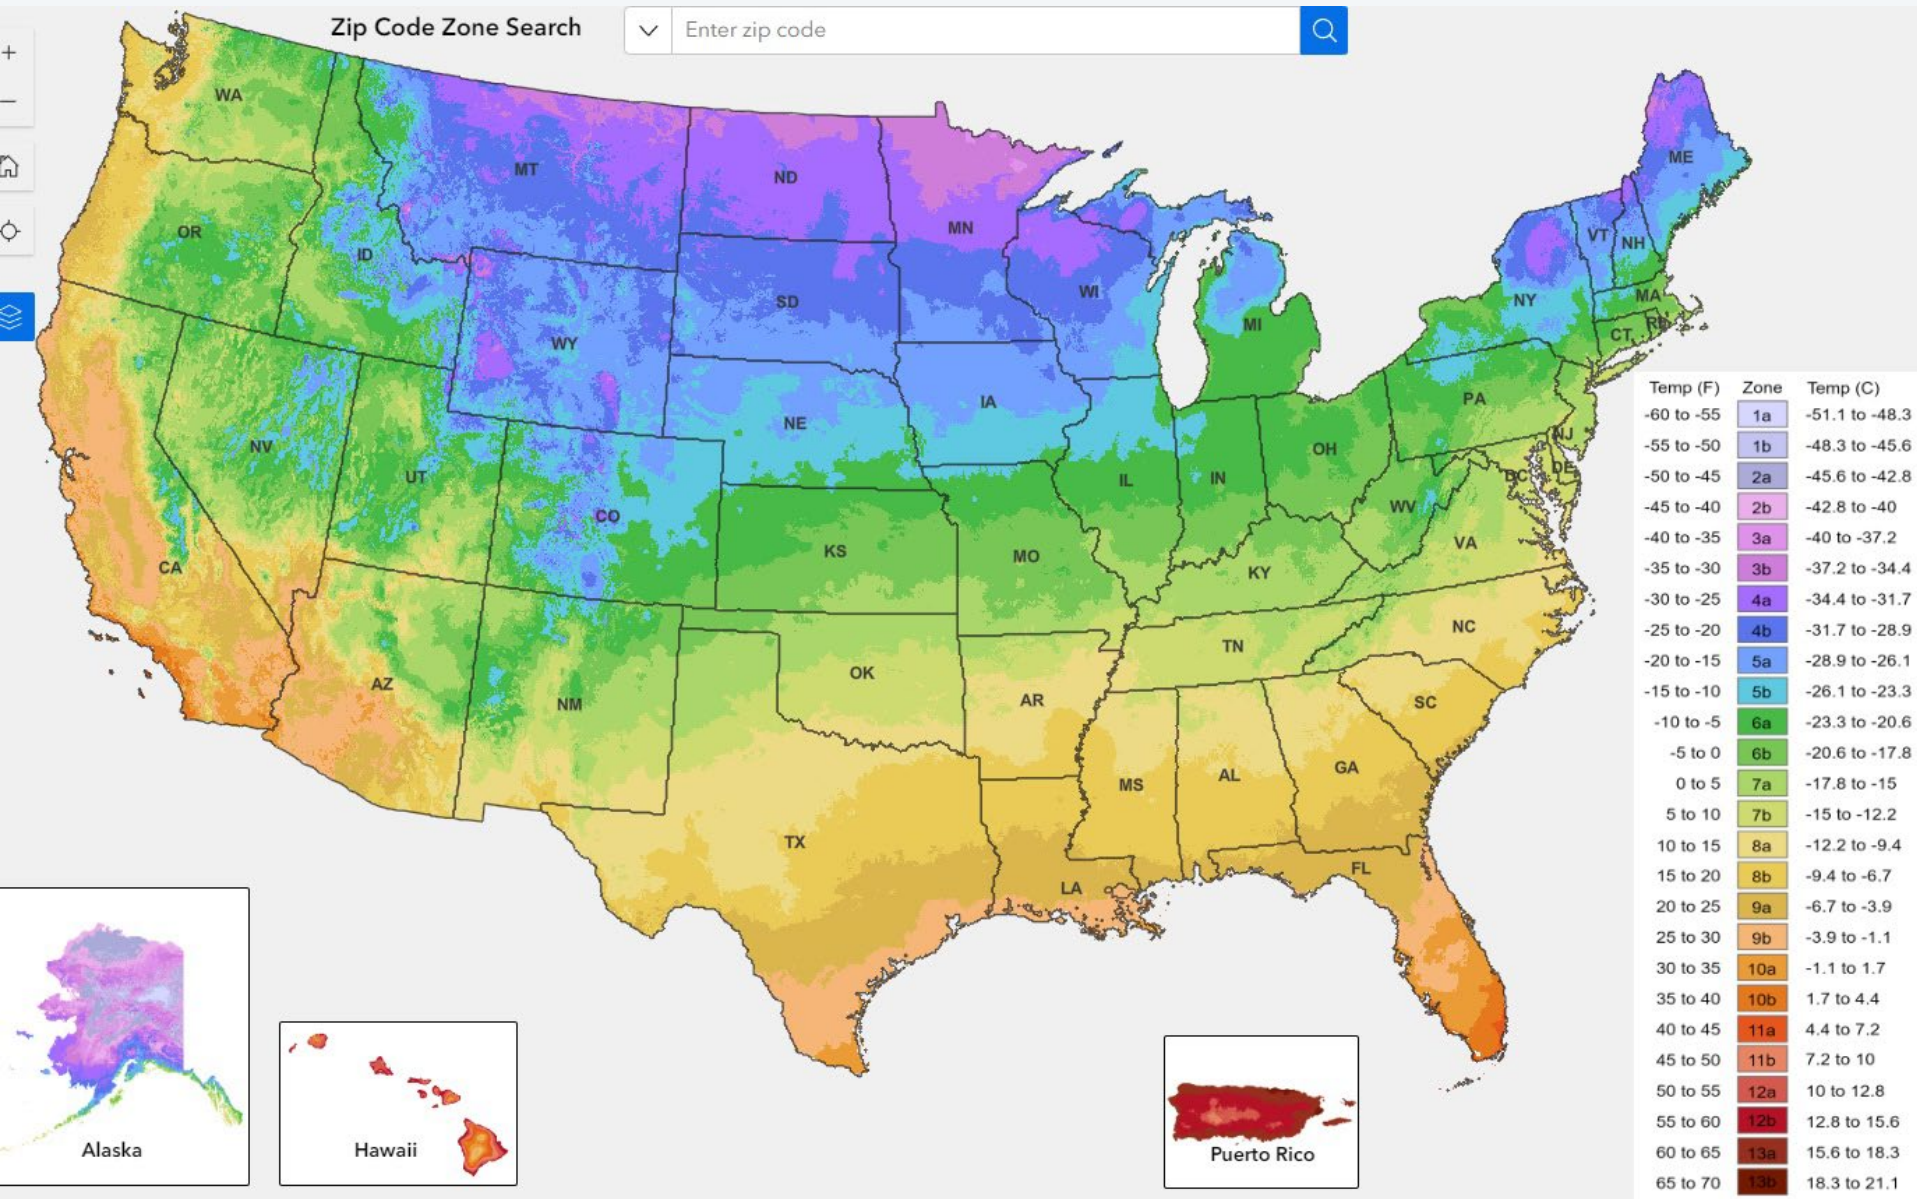 Zip Code Zone Search
Enter zip code
WA
MT
ND
MN
ME
OR
ID
WY
SD
WI
MI
VT
NH
NY
MA
CT
RI
NV
UT
CO
NE
IA
IL
IN
OH
PA
NJ
DE
DC
WV
VA
CA
KS
MO
KY
AZ
NM
OK
AR
TN
NC
SC
TX
LA
MS
AL
GA
FL
Alaska
Hawaii
Puerto Rico
Temp (F) Zone Temp (C)
-60 to -55 1a -51.1 to -48.3
-55 to -50 1b -48.3 to -45.6
-50 to -45 2a -45.6 to -42.8
-45 to -40 2b -42.8 to -40
-40 to -35 3a -40 to -37.2
-35 to -30 3b -37.2 to -34.4
-30 to -25 4a -34.4 to -31.7
-25 to -20 4b -31.7 to -28.9
-20 to -15 5a -28.9 to -26.1
-15 to -10 5b -26.1 to -23.3
-10 to -5 6a -23.3 to -20.6
-5 to 0 6b -20.6 to -17.8
0 to 5 7a -17.8 to -15
5 to 10 7b -15 to -12.2
10 to 15 8a -12.2 to -9.4
15 to 20 8b -9.4 to -6.7
20 to 25 9a -6.7 to -3.9
25 to 30 9b -3.9 to -1.1
30 to 35 10a -1.1 to 1.7
35 to 40 10b 1.7 to 4.4
40 to 45 11a 4.4 to 7.2
45 to 50 11b 7.2 to 10
50 to 55 12a 10 to 12.8
55 to 60 12b 12.8 to 15.6
60 to 65 13a 15.6 to 18.3
65 to 70 13b 18.3 to 21.1